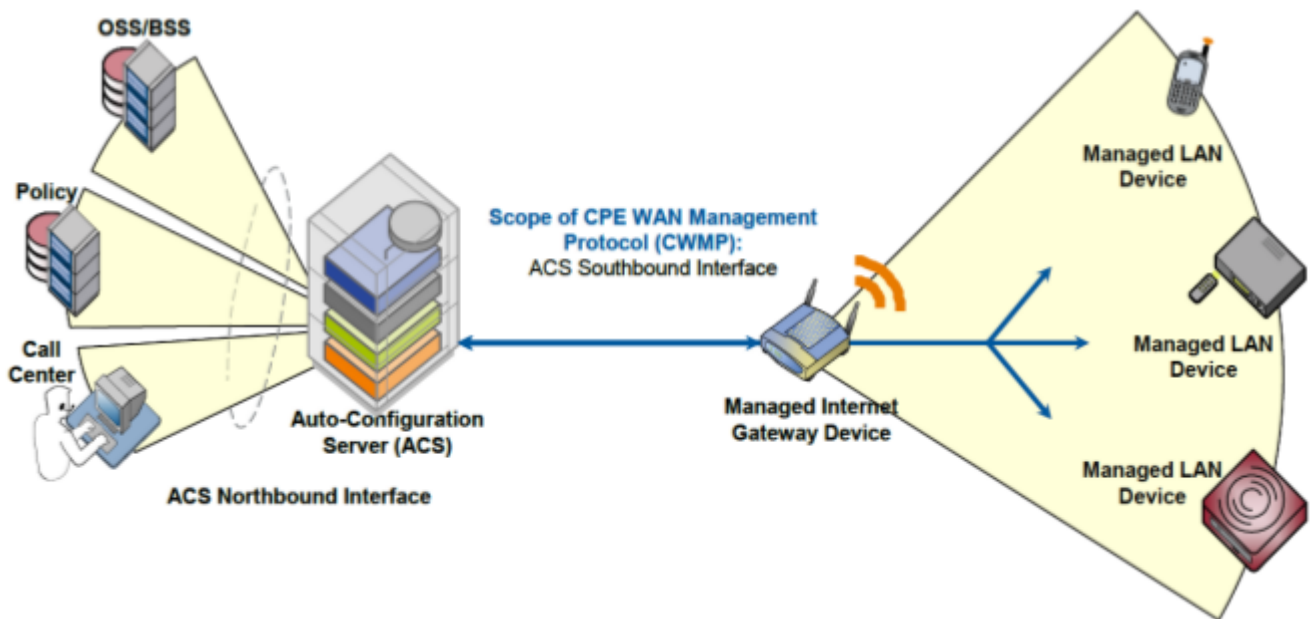 OSS/BSS
Policy
Call
Center
ACS Northbound Interface
Auto-Configuration
Server (ACS)
Scope of CPE WAN Management
Protocol (CWMP):
ACS Southbound Interface
Managed Internet
Gateway Device
Managed LAN
Device
Managed LAN
Device
Managed LAN
Device